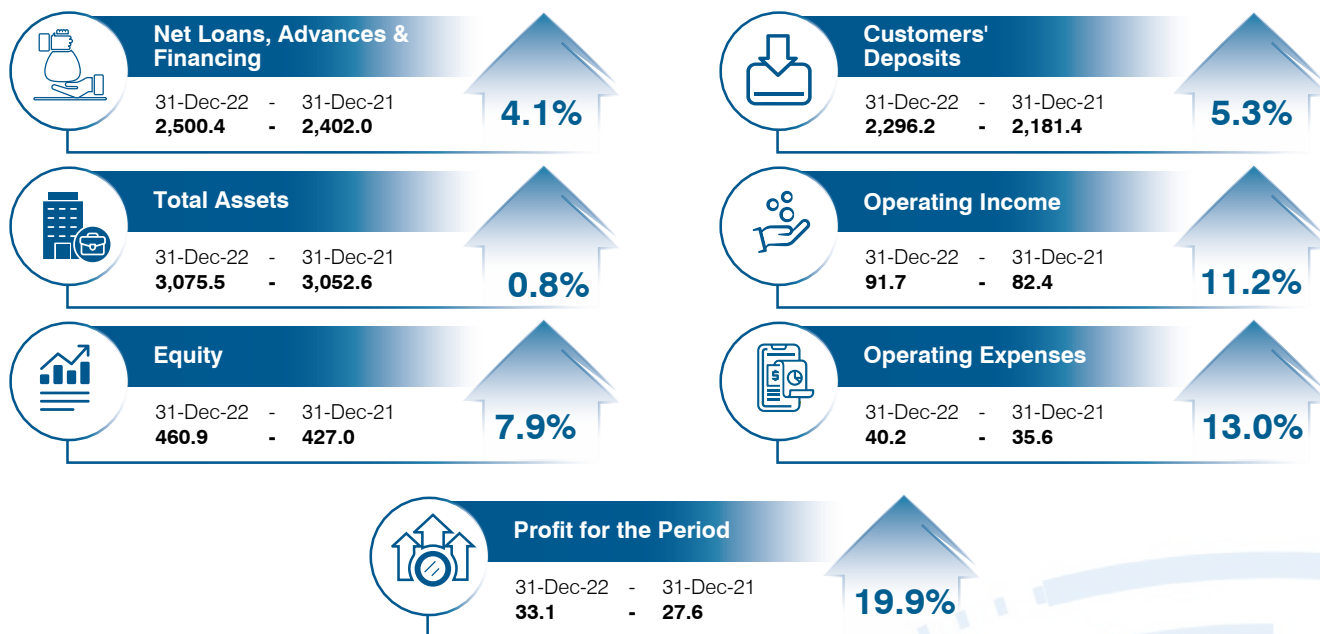 Net Loans, Advances &
Financing
31-Dec-22 - 31-Dec-21
2,500.4 - 2,402.0
4.1%
Customers'
Deposits
31-Dec-22 - 31-Dec-21
2,296.2 - 2,181.4
5.3%
Total Assets
31-Dec-22 - 31-Dec-21
3,075.5 - 3,052.6
0.8%
Operating Income
31-Dec-22 - 31-Dec-21
91.7 - 82.4
11.2%
Equity
31-Dec-22 - 31-Dec-21
460.9 - 427.0
7.9%
$
Operating Expenses
31-Dec-22 - 31-Dec-21
40.2 - 35.6
13.0%
Profit for the Period
31-Dec-22 - 31-Dec-21
33.1 - 27.6
19.9%